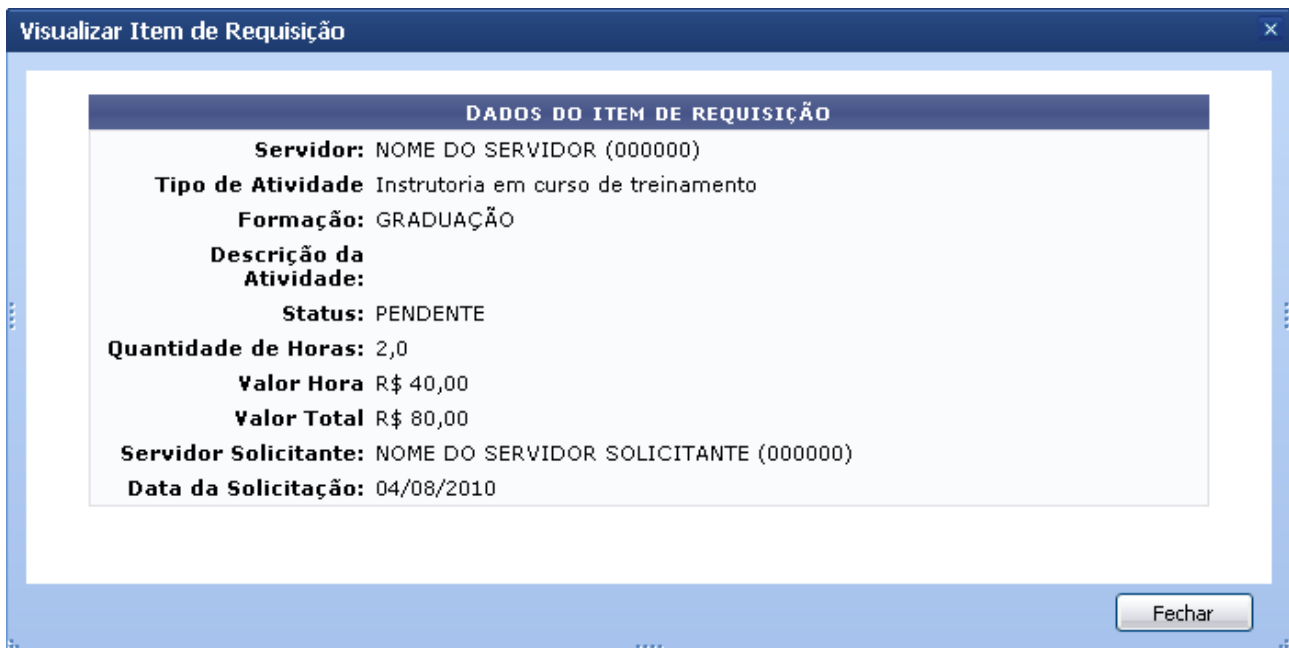 Visualizar Item de Requisição
DADOS DO ITEM DE REQUISIÇÃO
Servidor: NOME DO SERVIDOR (000000)
Tipo de Atividade Instrutoria em curso de treinamento
Formação: GRADUAÇÃO
Descrição da
Atividade:
Status: PENDENTE
Quantidade de Horas: 2,0
Valor Hora R$ 40,00
Valor Total R$ 80,00
Servidor Solicitante: NOME DO SERVIDOR SOLICITANTE (000000)
Data da Solicitação: 04/08/2010
Fechar